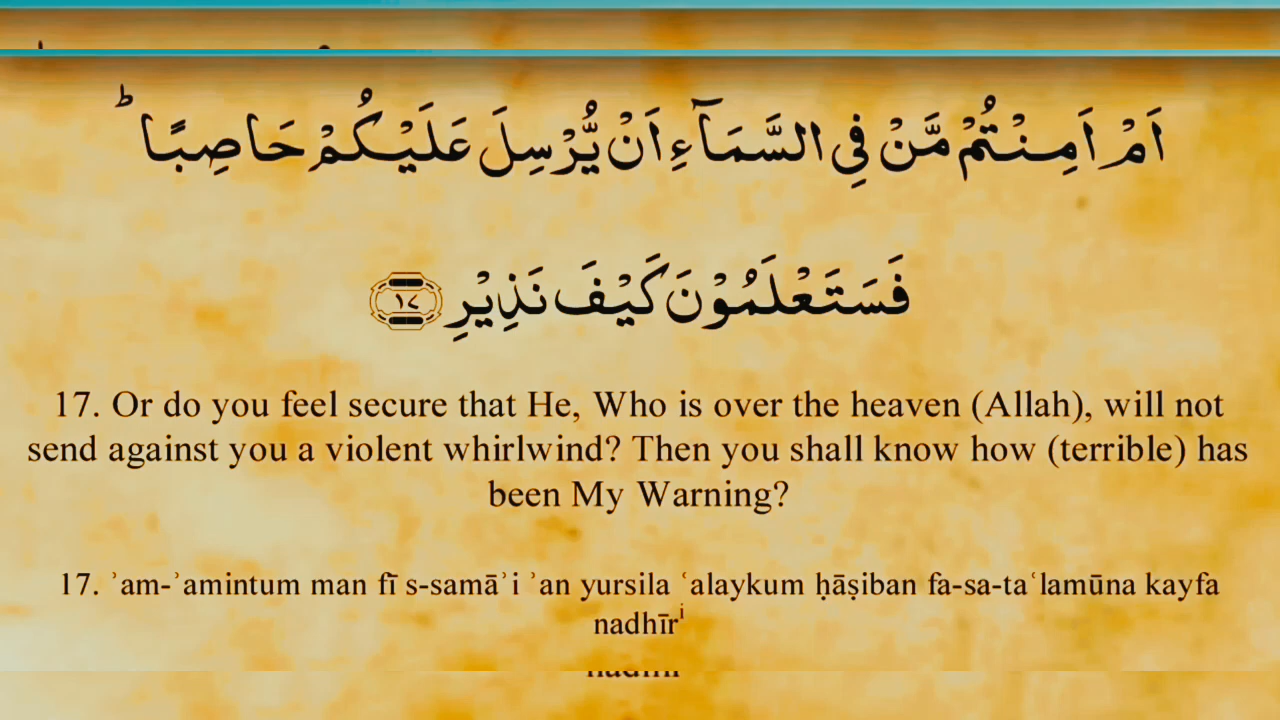 اَمۡ اَمِنۡتُمۡ مَّنۡ فِى السَّمَآءِ اَنۡ يُّرۡسِلَ عَلَيۡكُمۡ حَاصِبًا ؕ
فَسَتَعۡلَمُوۡنَ كَيۡفَ نَذِيۡرِ ١٧
17. Or do you feel secure that He, Who is over the heaven (Allah), will not
send against you a violent whirlwind? Then you shall know how (terrible) has
been My Warning?
17. ʾam-ʾamintum man fī s-samāʾi ʾan yursila ʿalaykum ḥāṣiban fa-sa-taʿlamūna kayfa
nadhīrⁱ